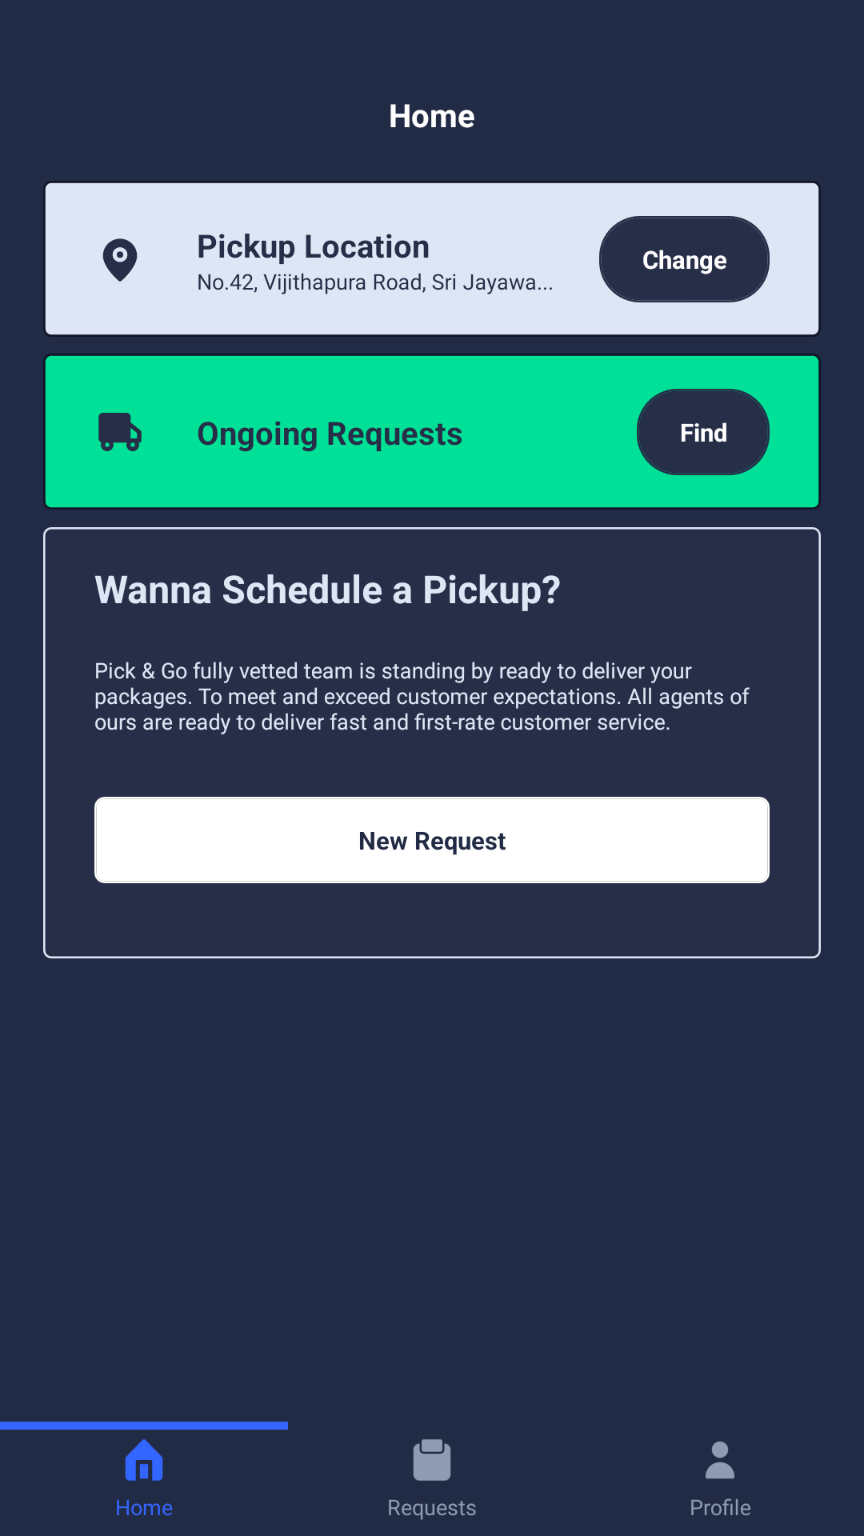 Home
Pickup Location
No.42, Vijithapura Road, Sri Jayawa...
Change
Ongoing Requests
Find
Wanna Schedule a Pickup?
Pick & Go fully vetted team is standing by ready to deliver your
packages. To meet and exceed customer expectations. All agents of
ours are ready to deliver fast and first-rate customer service.
New Request
Home
Requests
Profile